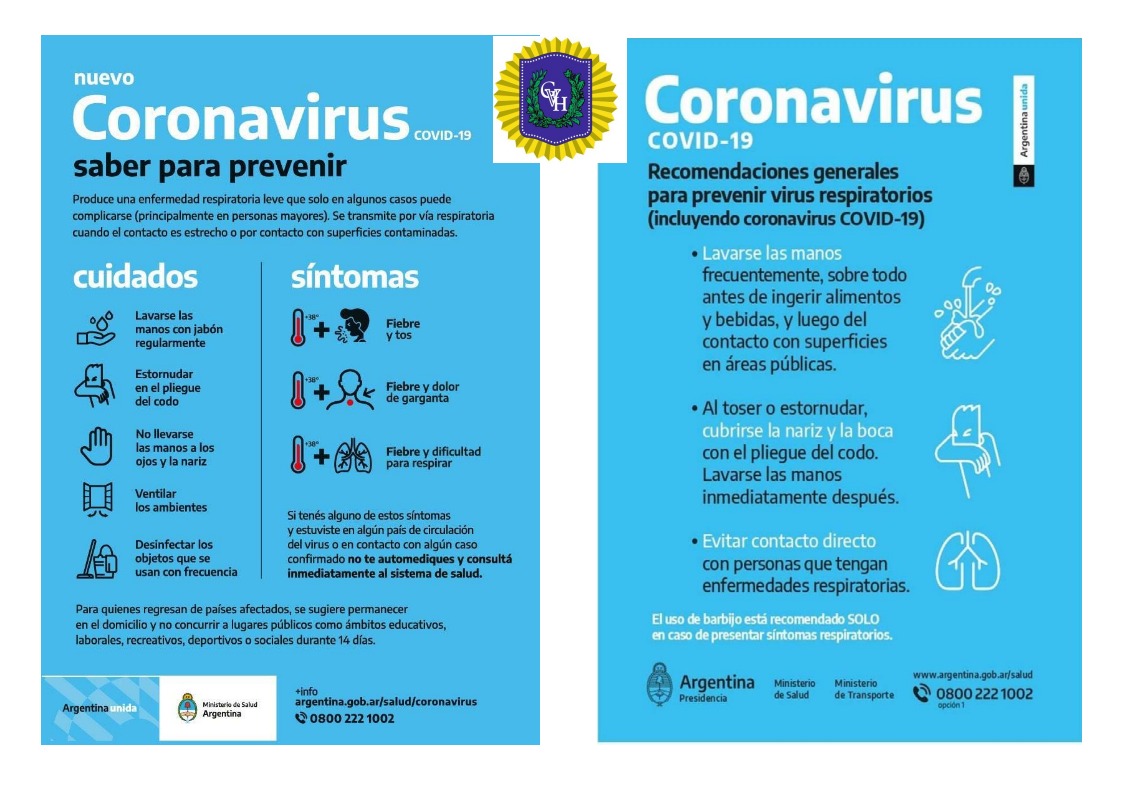 nuevo
Coronavirus COVID-19
saber para prevenir
Produce una enfermedad respiratoria leve que solo en algunos casos puede
complicarse (principalmente en personas mayores). Se transmite por vía respiratoria
cuando el contacto es estrecho o por contacto con superficies contaminadas.
cuidados
Lavarse las
manos con jabón
regularmente
Estornudar
en el pliegue
del codo
No llevarse
las manos a los
ojos y la nariz
Ventilar
los ambientes
Desinfectar los
objetos que se
usan con frecuencia
síntomas
+38°
Fiebre
y tos
+38°
Fiebre y dolor
de garganta
+38°
Fiebre y dificultad
para respirar
Si tenés alguno de estos síntomas
y estuviste en algún país de circulación
del virus o en contacto con algún caso
confirmado no te automediques y consultá
inmediatamente al sistema de salud.
Para quienes regresan de países afectados, se sugiere permanecer
en el domicilio y no concurrir a lugares públicos como ámbitos educativos,
laborales, recreativos, deportivos o sociales durante 14 días.
Argentina unida
Ministerio de Salud
Argentina
+info
argentina.gob.ar/salud/coronavirus
0800 222 1002
CVH
Coronavirus
COVID-19
Argentina unida
Recomendaciones generales
para prevenir virus respiratorios
(incluyendo coronavirus COVID-19)
• Lavarse las manos
frecuentemente, sobre todo
antes de ingerir alimentos
y bebidas, y luego del
contacto con superficies
en áreas públicas.
• Al toser o estornudar,
cubrirse la nariz y la boca
con el pliegue del codo.
Lavarse las manos
inmediatamente después.
• Evitar contacto directo
con personas que tengan
enfermedades respiratorias.
El uso de barbijo está recomendado SOLO
en caso de presentar síntomas respiratorios.
Argentina
Presidencia
Ministerio
de Salud
Ministerio
de Transporte
www.argentina.gob.ar/salud
0800 222 1002
opción 1